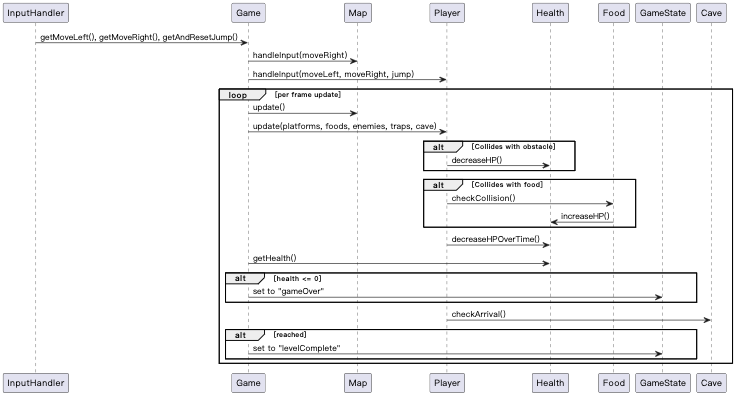 InputHandler Game Map Player Health Food GameState Cave
getMoveLeft(), getMoveRight(), getAndResetJump()
handleInput(moveRight)
handleInput(moveLeft, moveRight, jump)
loop [per frame update]
update()
update(platforms, foods, enemies, traps, cave)
alt [Collides with obstacle]
decreaseHP()
alt [Collides with food]
checkCollision()
increaseHP()
decreaseHPOverTime()
getHealth()
alt [health <= 0]
set to "gameOver"
checkArrival()
alt [reached]
set to "levelComplete"
InputHandler Game Map Player Health Food GameState Cave